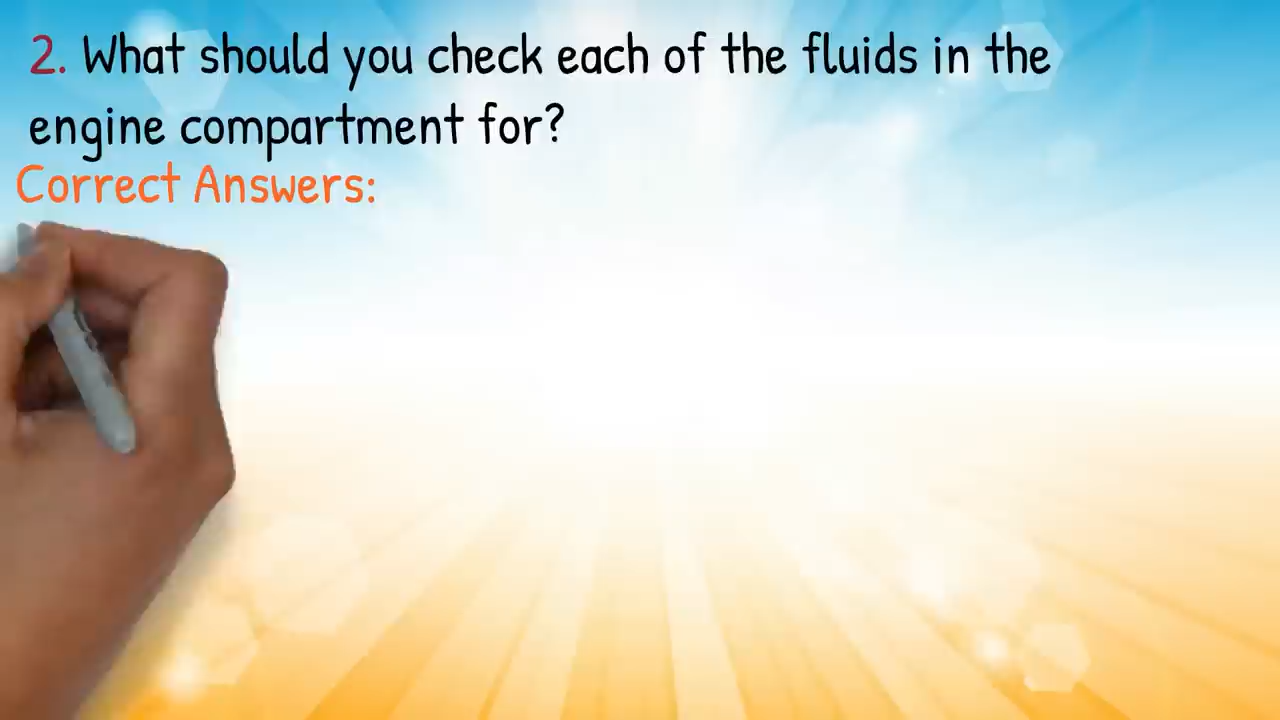 2. What should you check each of the fluids in the
engine compartment for?
Correct Answers: